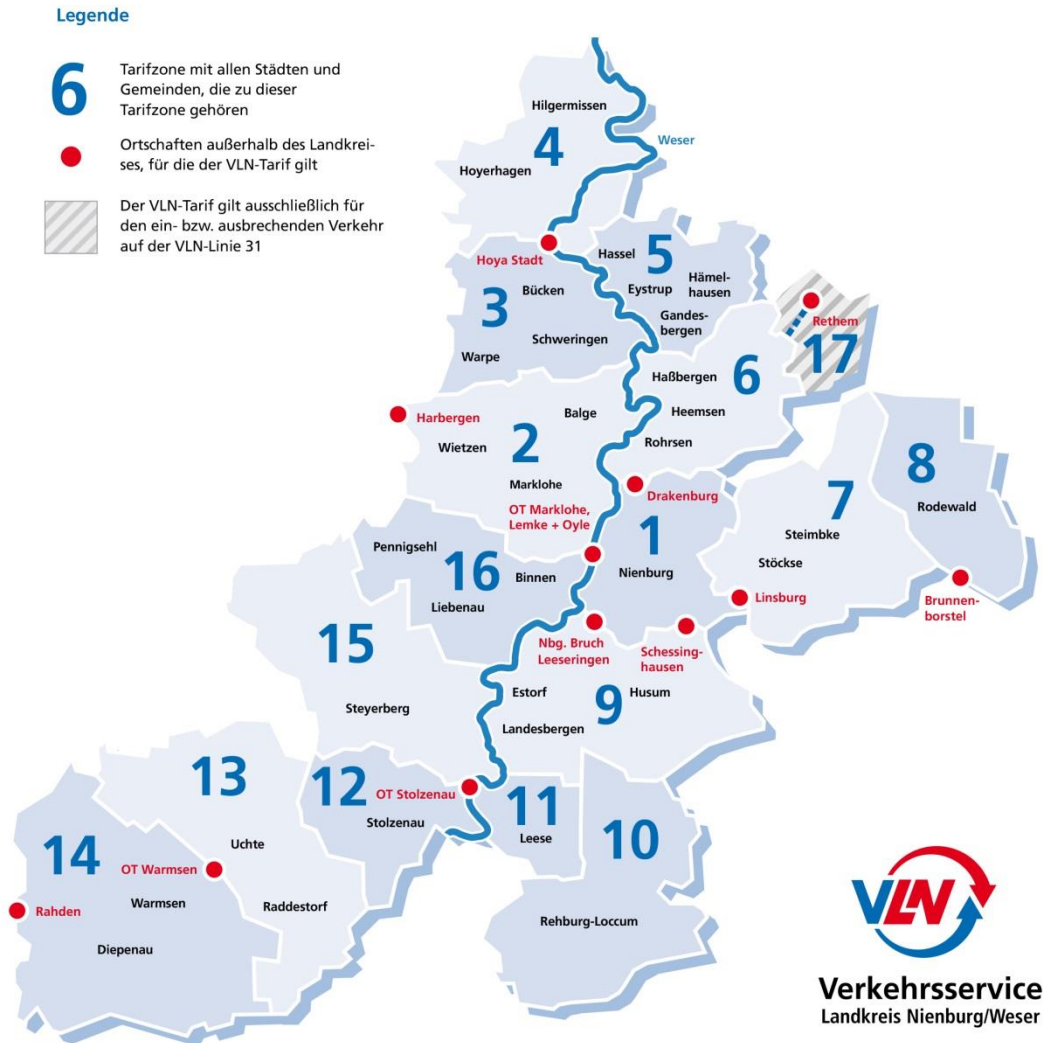 Legende
6
Tarifzone mit allen Städten und
Gemeinden, die zu dieser
Tarifzone gehören
Ortschaften außerhalb des Landkrei-
ses, für die der VLN-Tarif gilt
Der VLN-Tarif gilt ausschließlich für
den ein- bzw. ausbrechenden Verkehr
auf der VLN-Linie 31
Hilgermissen
4
Weser
Hoyerhagen
Hoya Stadt
Hassel
5
Eystrup
Hämel-
hausen
Gandes-
bergen
Bücken
3
Schweringen
Warpe
Rethem
17
Haßbergen
6
Heemsen
Rohrsen
Harbergen
Balge
Wietzen
2
Marklohe
OT Marklohe,
Lemke + Oyle
Drakenburg
1
Nienburg
7
Steimbke
Stöckse
8
Rodewald
Linsburg
Brunnen-
borstel
Pennigsehl
16
Binnen
Liebenau
Nbg. Bruch
Leeseringen
Schessing-
hausen
15
Steyerberg
Estorf
9
Husum
Landesbergen
13
Uchte
Raddestorf
12
OT Stolzenau
Stolzenau
11
Leese
10
Rehburg-Loccum
14
OT Warmsen
Warmsen
Rahden
Diepenau
VLN
Verkehrsservice
Landkreis Nienburg/Weser